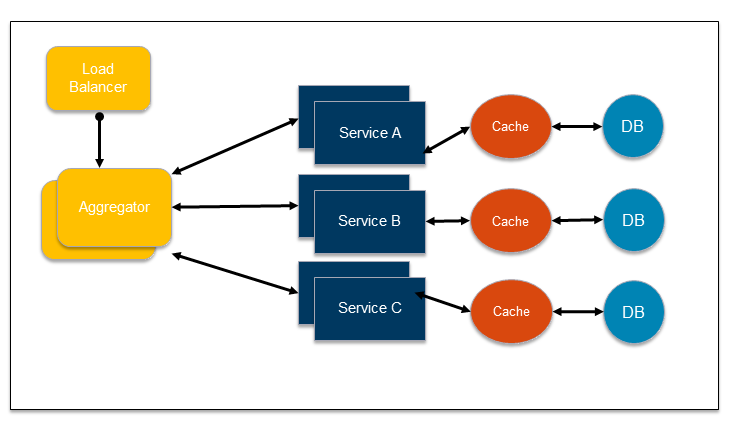 Load
Balancer
Aggregator
Service A
Cache
DB
Service B
Cache
DB
Service C
Cache
DB